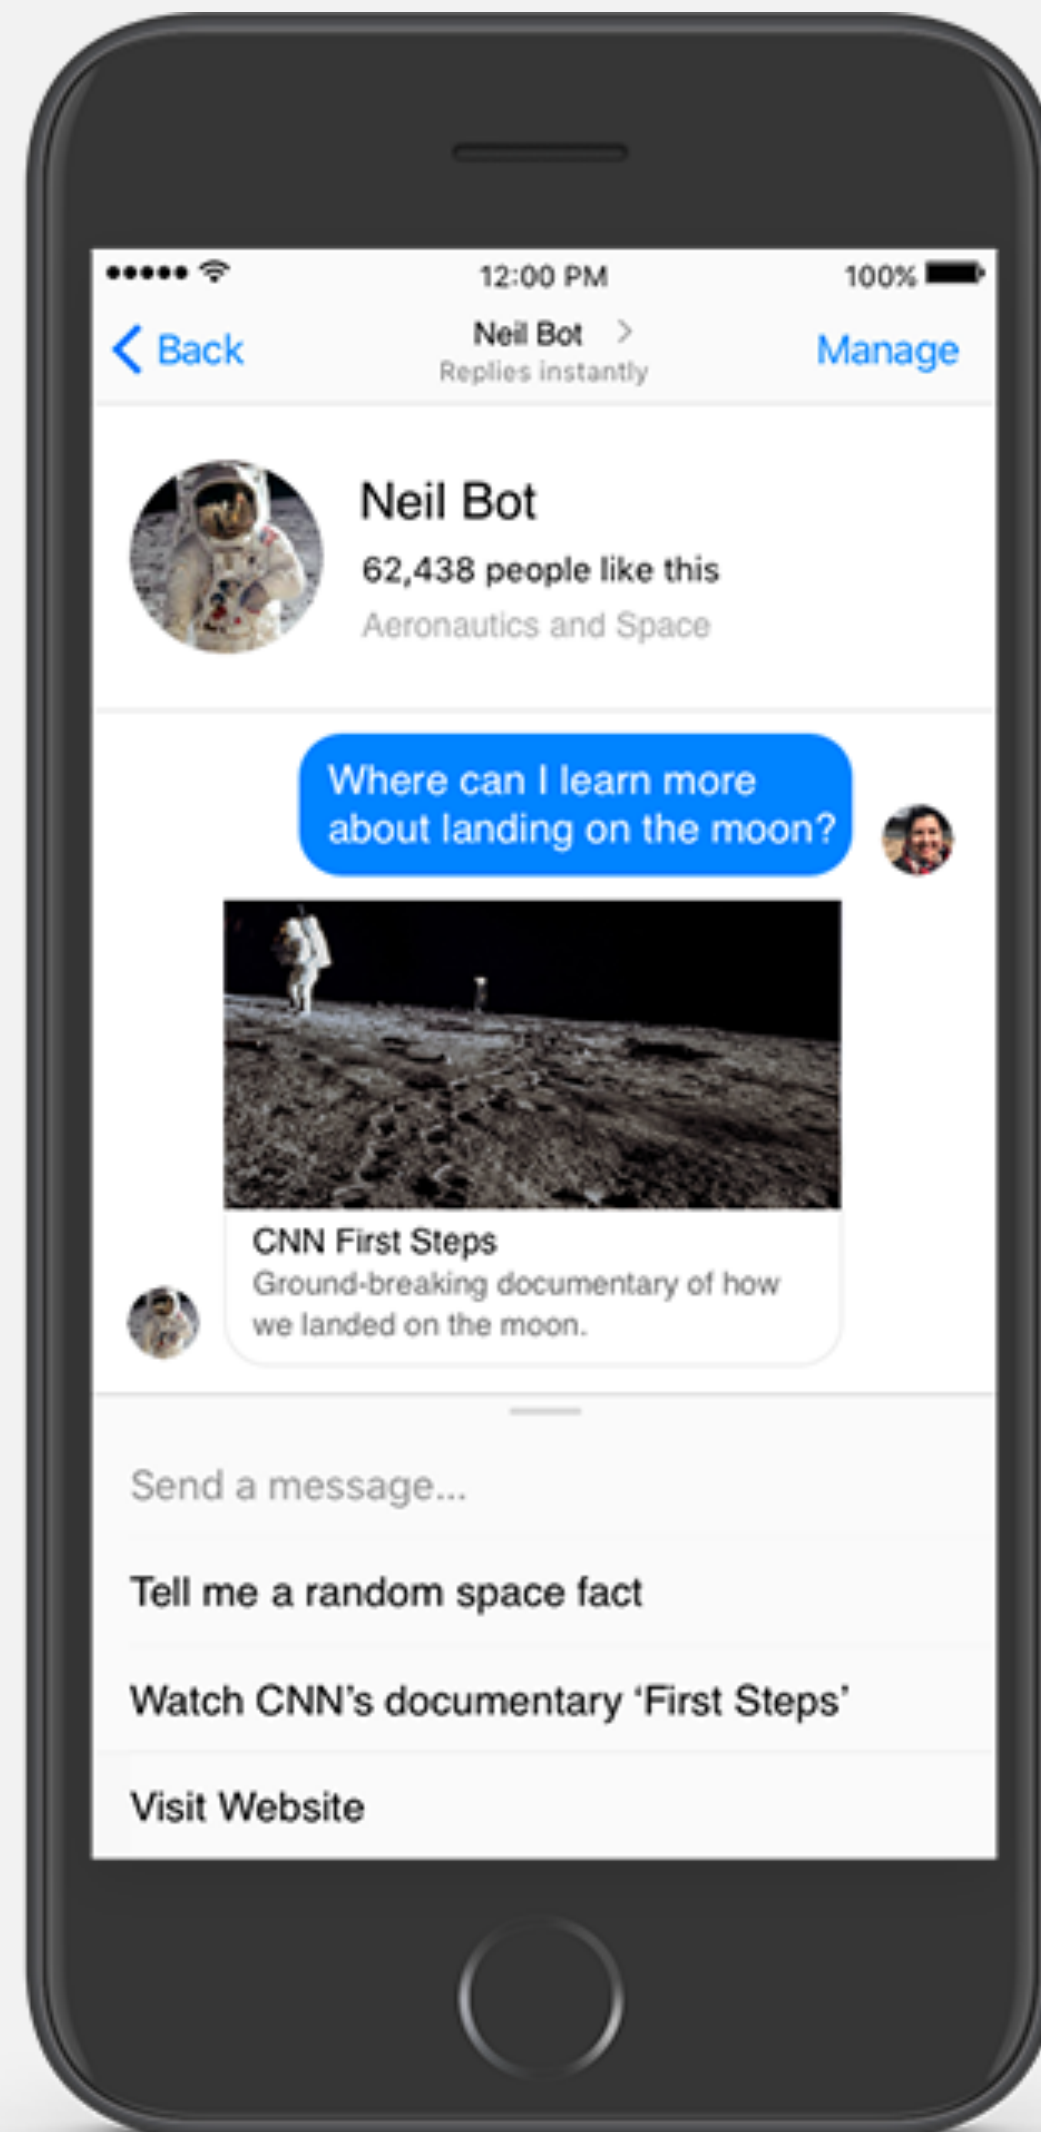 12:00 PM
100%
Back
Neil Bot
Replies instantly
Manage
Neil Bot
62,438 people like this
Aeronautics and Space
Where can I learn more
about landing on the moon?
CNN First Steps
Ground-breaking documentary of how
we landed on the moon.
Send a message...
Tell me a random space fact
Watch CNN’s documentary ‘First Steps’
Visit Website